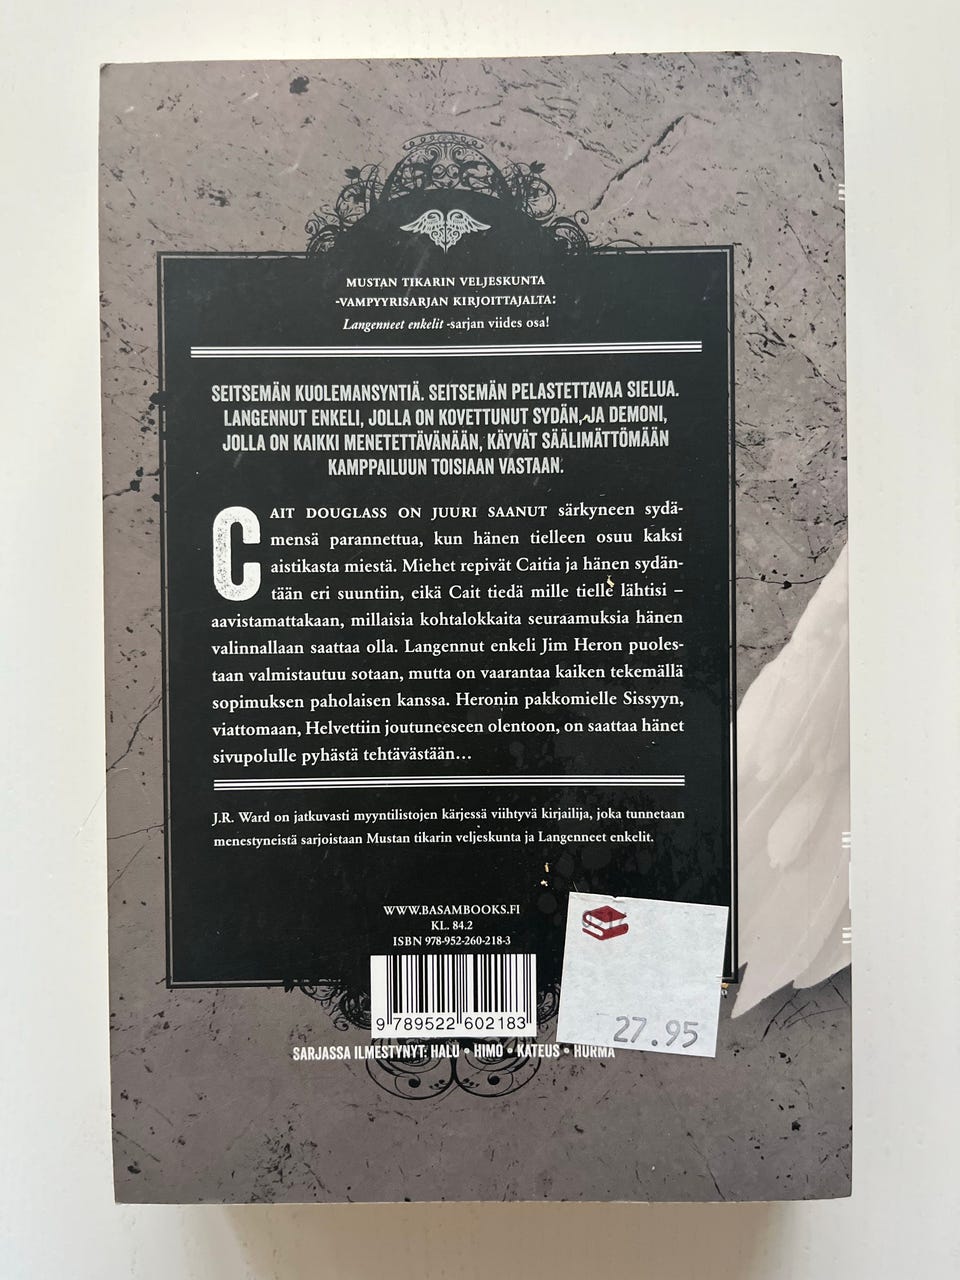 MUSTAN TIKARIN VELJESKUNTA
-VAMPYYRISARJAN KIRJOITTAJALTA:
Langenneet enkelit -sarjan viides osa!
SEITSEMÄN KUOLEMANSYNTIÄ. SEITSEMÄN PELASTETTAVAA SIELUA.
LANGENNUT ENKELI, JOLLA ON KOVETTUNUT SYDÄN, JA DEMONI,
JOLLA ON KAIKKI MENETETTÄVÄNÄÄN, KÄYVÄT SÄÄLIMÄTTÖMÄÄN
KAMPPAILUUN TOISIAAN VASTAAN.
CAIT DOUGLASS ON JUURI SAANUT särkyneen sydä-
mensä parannettua, kun hänen tielleen osuu kaksi
aistikasta miestä. Miehet repivät Caitia ja hänen sydän-
tään eri suuntiin, eikä Cait tiedä mille tielle lähtisi –
aavistamattakaan, millaisia kohtalokkaita seuraamuksia hänen
valinnallaan saattaa olla. Langennut enkeli Jim Heron puoles-
taan valmistautuu sotaan, mutta on vaarantaa kaiken tekemällä
sopimuksen paholaisen kanssa. Heronin pakkomielle Sissyyn,
viattomaan, Helvettiin joutuneeseen olentoon, on saattaa hänet
sivupolulle pyhästä tehtävästään...
J.R. Ward on jatkuvasti myyntilistojen kärjessä viihtyvä kirjailija, joka tunnetaan
menestyneistä sarjoistaan Mustan tikarin veljeskunta ja Langenneet enkelit.
WWW.BASAMBOOKS.FI
KL. 84.2
ISBN 978-952-260-218-3
9 789522 602183
27.95
SARJASSA ILMESTYNYT: HALU • HIMO • KATEUS • HURMA